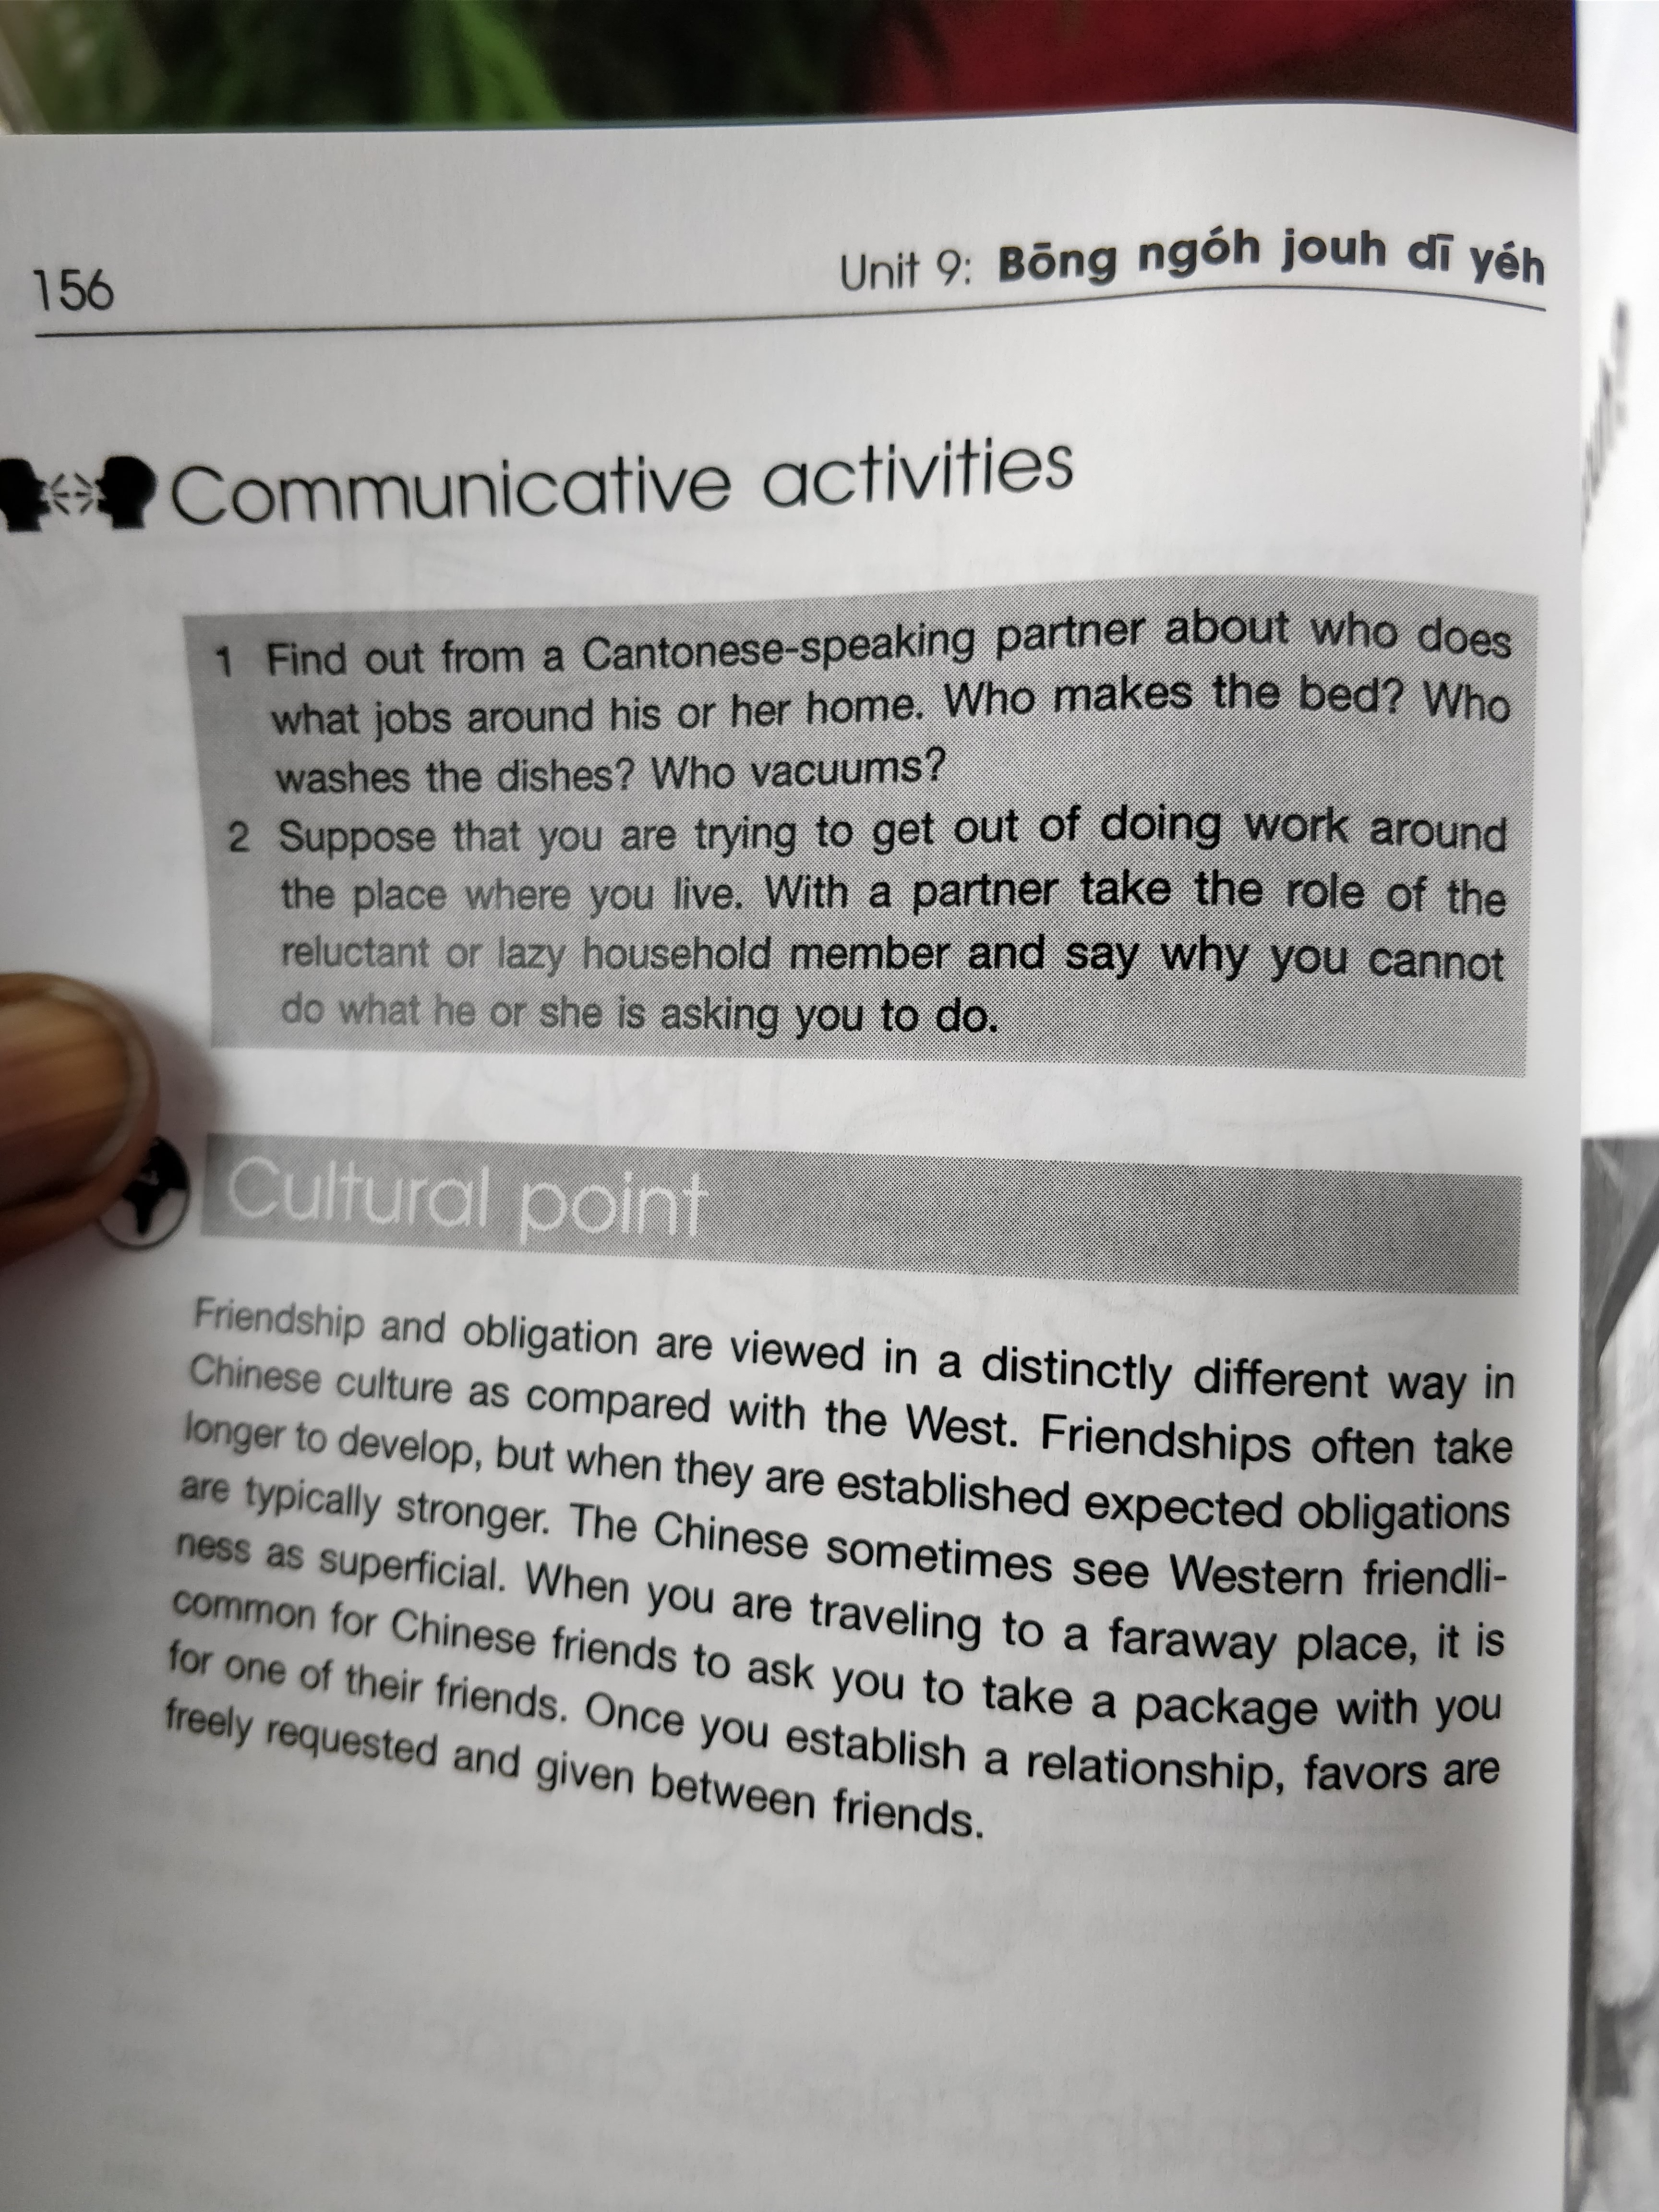 156
Unit 9: Bōng ngóh jouh dī yéh
Communicative activities
1 Find out from a Cantonese-speaking partner about who does
what jobs around his or her home. Who makes the bed? Who
washes the dishes? Who vacuums?
2 Suppose that you are trying to get out of doing work around
the place where you live. With a partner take the role of the
reluctant or lazy household member and say why you cannot
do what he or she is asking you to do.
Cultural point
Friendship and obligation are viewed in a distinctly different way in
Chinese culture as compared with the West. Friendships often take
longer to develop, but when they are established expected obligations
are typically stronger. The Chinese sometimes see Western friendli-
ness as superficial. When you are traveling to a faraway place, it is
common for Chinese friends to ask you to take a package with you
for one of their friends. Once you establish a relationship, favors are
freely requested and given between friends.